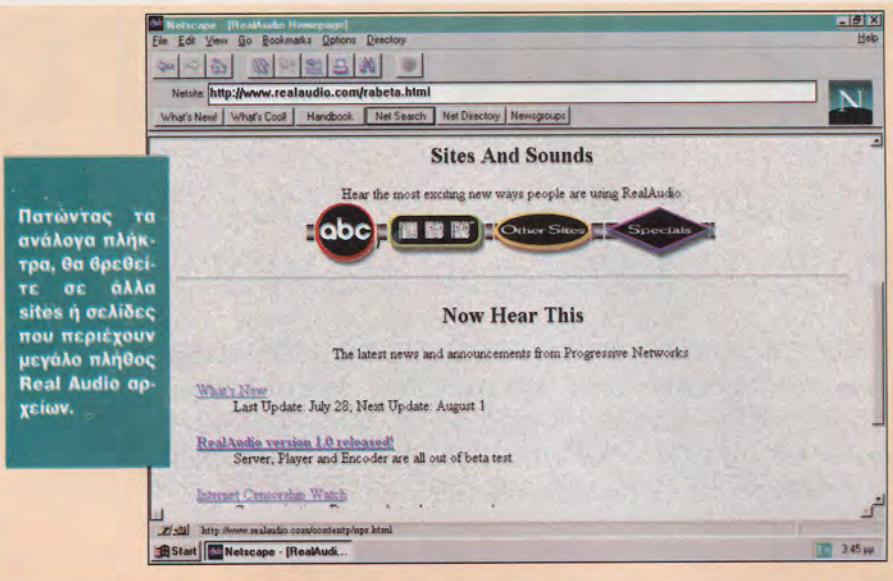 Netscape - [RealAudio Homepage]
File Edit View Go Bookmarks Options Directory Help
Netsite: http://www.realaudio.com/rabeta.html
N
What's New! What's Cool! Handbook Net Search Net Directory Newsgroups
Sites And Sounds
Hear the most exciting new ways people are using RealAudio
abc
Other Sites
Specials
Πατώντας τα
ανάλογα πλήκ-
τρα, θα βρεθεί-
τε σε άλλα
sites ή σελίδες
που περιέχουν
μεγάλο πλήθος
Real Audio αρ-
χείων.
Now Hear This
The latest news and announcements from Progressive Networks
What's New
Last Update: July 28; Next Update: August 1
RealAudio version 1.0 released!
Server, Player and Encoder are all out of beta test
Internet Censorship Watch
http://www.realaudio.com/contentp/npr.html
Start Netscape - [RealAudi... En 3:45 μμ